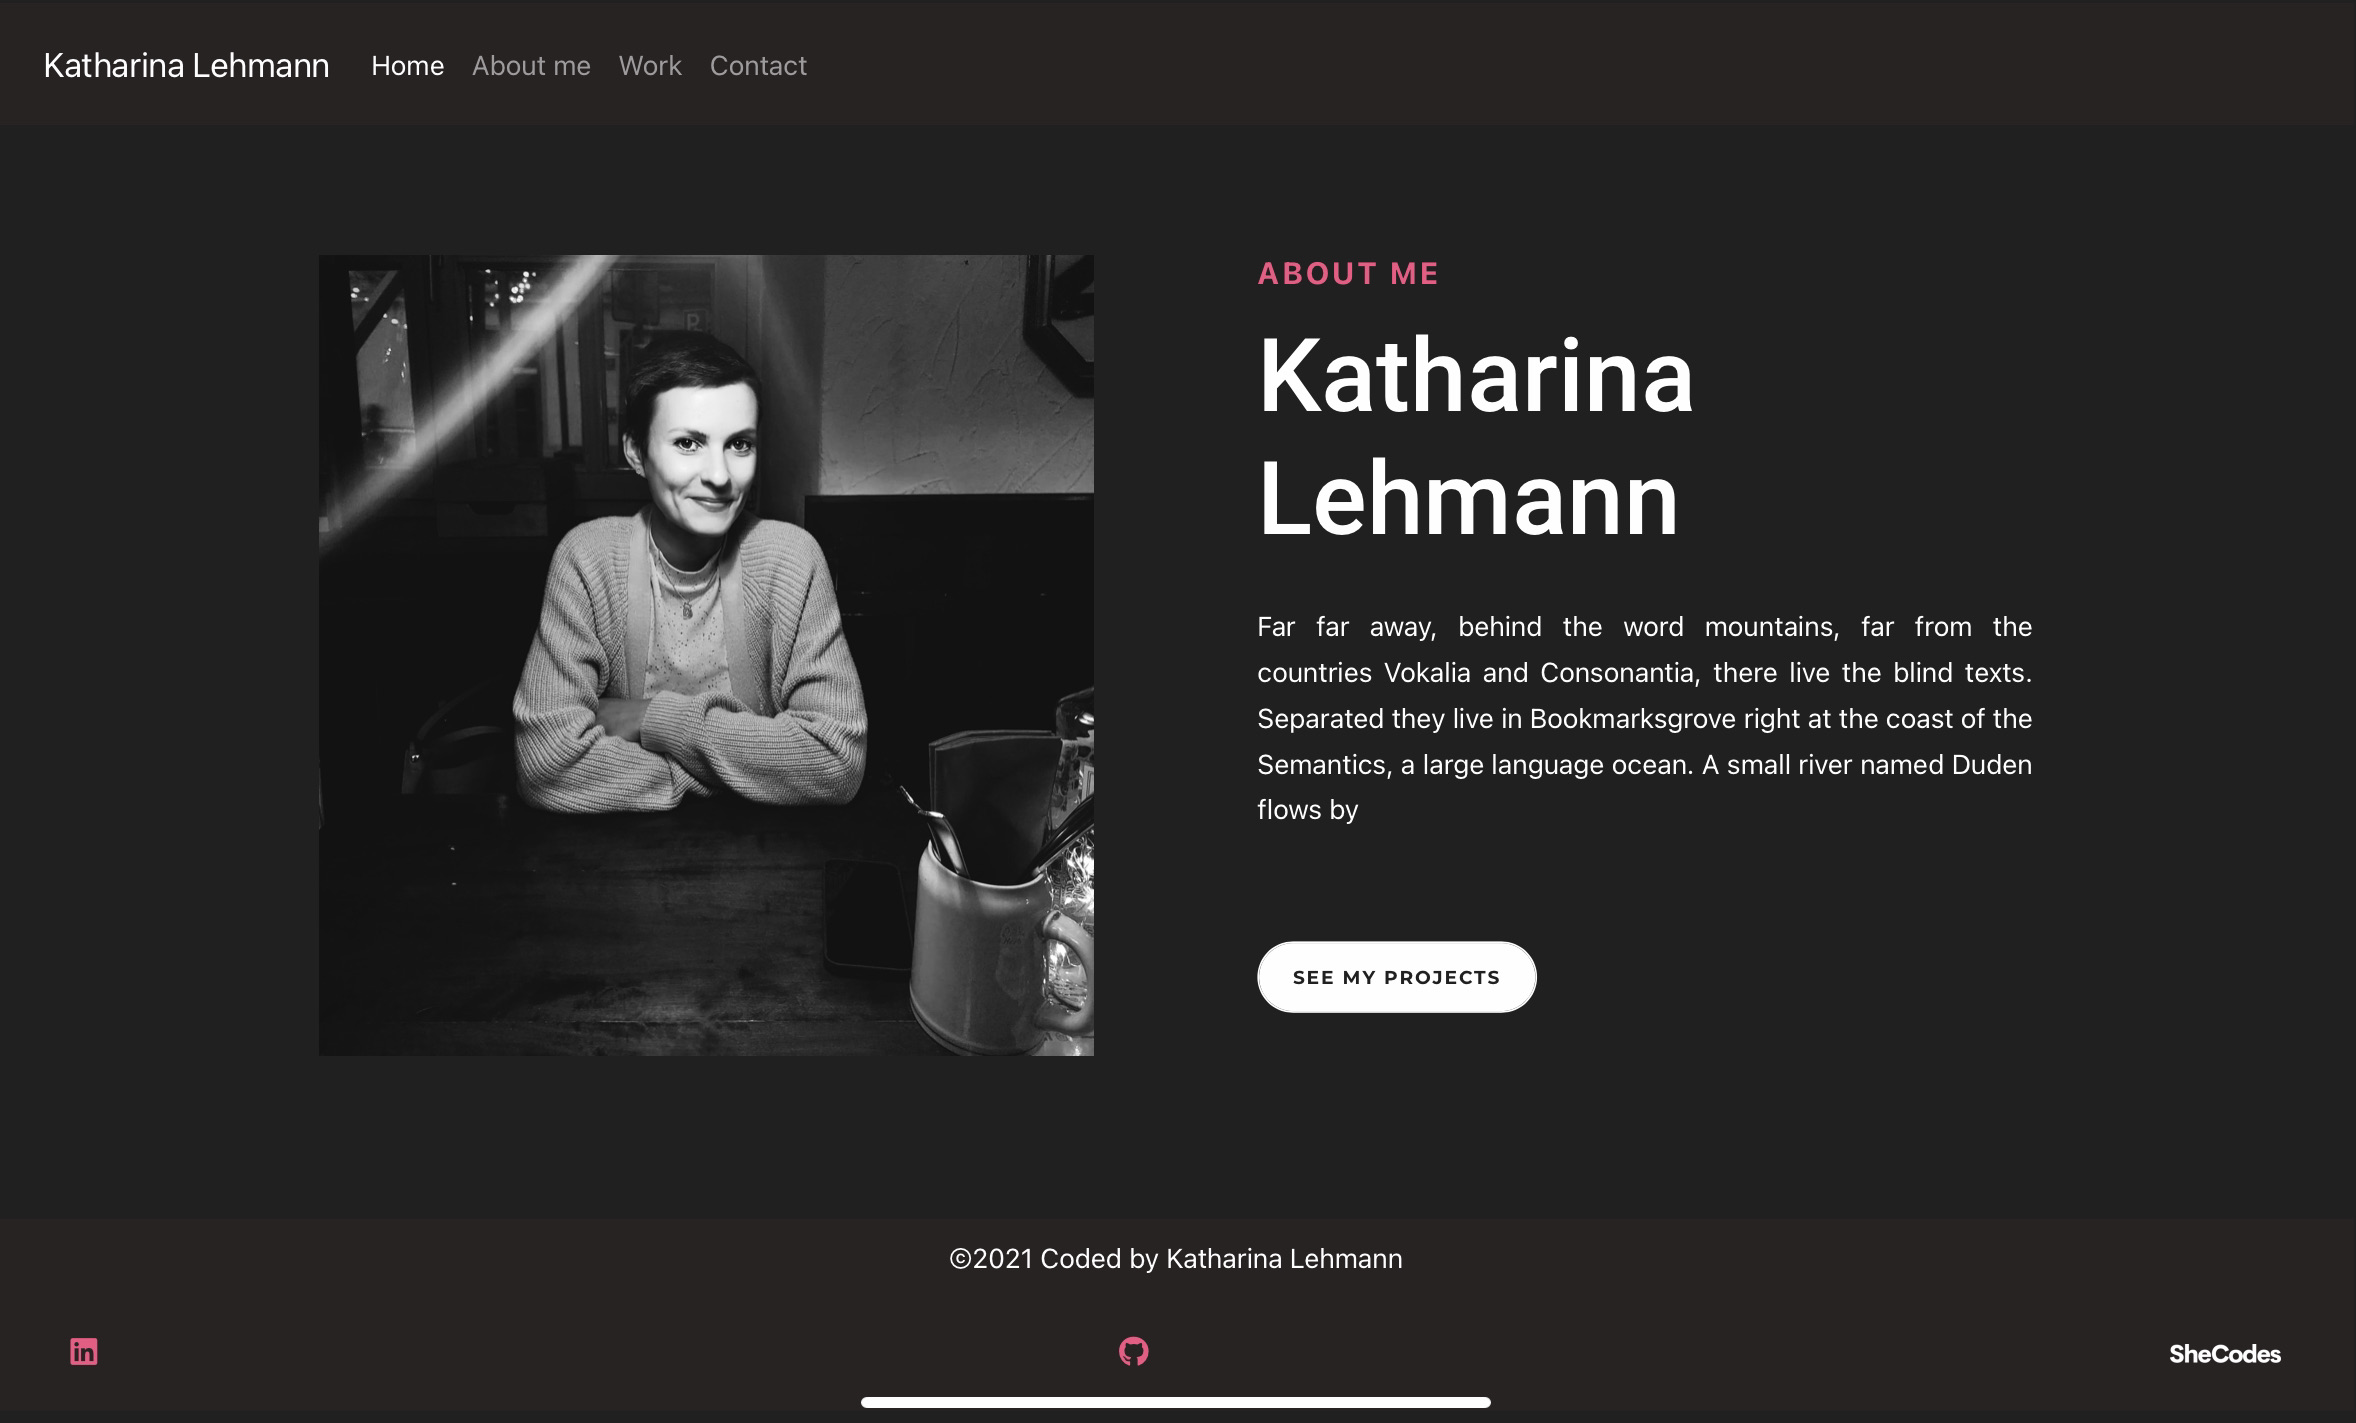 Katharina Lehmann Home About me Work Contact
P
ABOUT ME
Katharina
Lehmann
Far far away, behind the word mountains, far from the
countries Vokalia and Consonantia, there live the blind texts.
Separated they live in Bookmarksgrove right at the coast of the
Semantics, a large language ocean. A small river named Duden
flows by
SEE MY PROJECTS
©2021 Coded by Katharina Lehmann
in
SheCodes